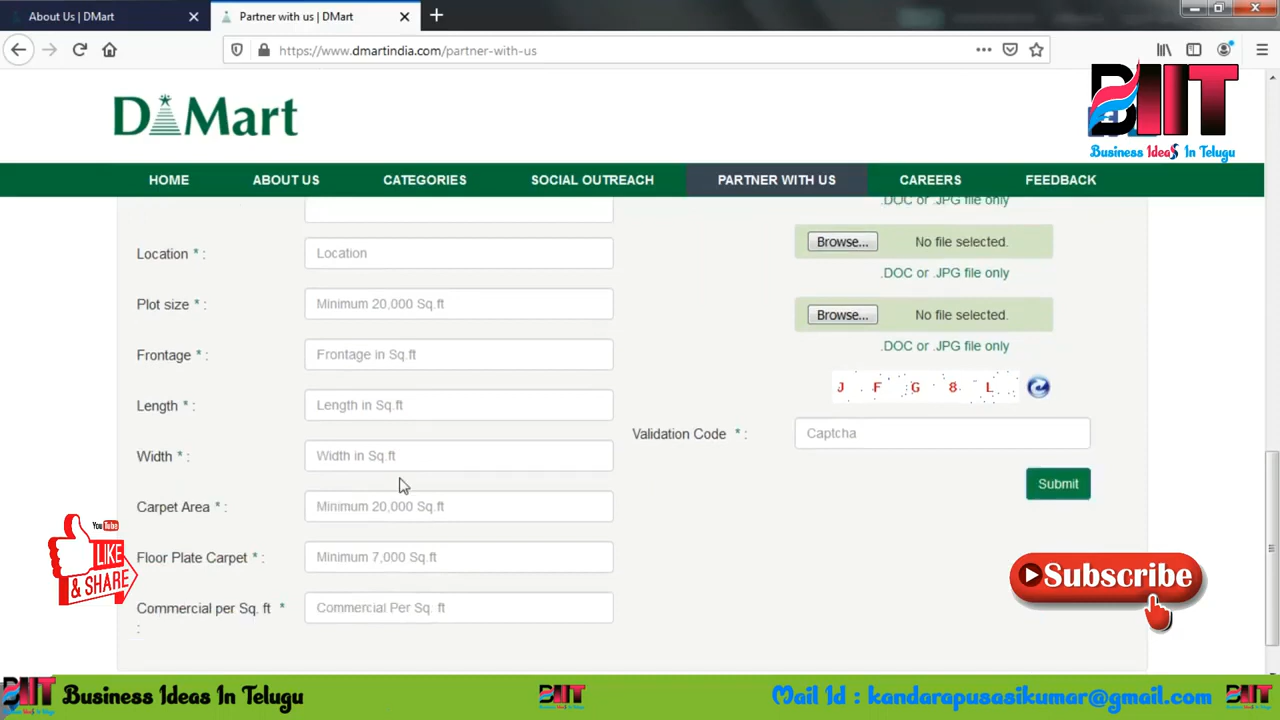 About Us | DMart
Partner with us | DMart
https://www.dmartindia.com/partner-with-us
BIIT
Business IdeaS In Telugu
D Mart
HOME ABOUT US CATEGORIES SOCIAL OUTREACH PARTNER WITH US CAREERS FEEDBACK
.DOC or .JPG file only
Location * : Location
Browse... No file selected.
.DOC or .JPG file only
Plot size * : Minimum 20,000 Sq.ft
Browse... No file selected.
.DOC or .JPG file only
Frontage * : Frontage in Sq.ft
J F G 8 L
Length * : Length in Sq.ft
Validation Code * : Captcha
Width * : Width in Sq.ft
Submit
Carpet Area * : Minimum 20,000 Sq.ft
Floor Plate Carpet * : Minimum 7,000 Sq.ft
Commercial per Sq. ft * : Commercial Per Sq. ft
You Tube
LIKE
& SHARE
Subscribe
BIIT Business Ideas In Telugu BIIT Mail Id : kandarapusasikumar@gmail.com BIIT